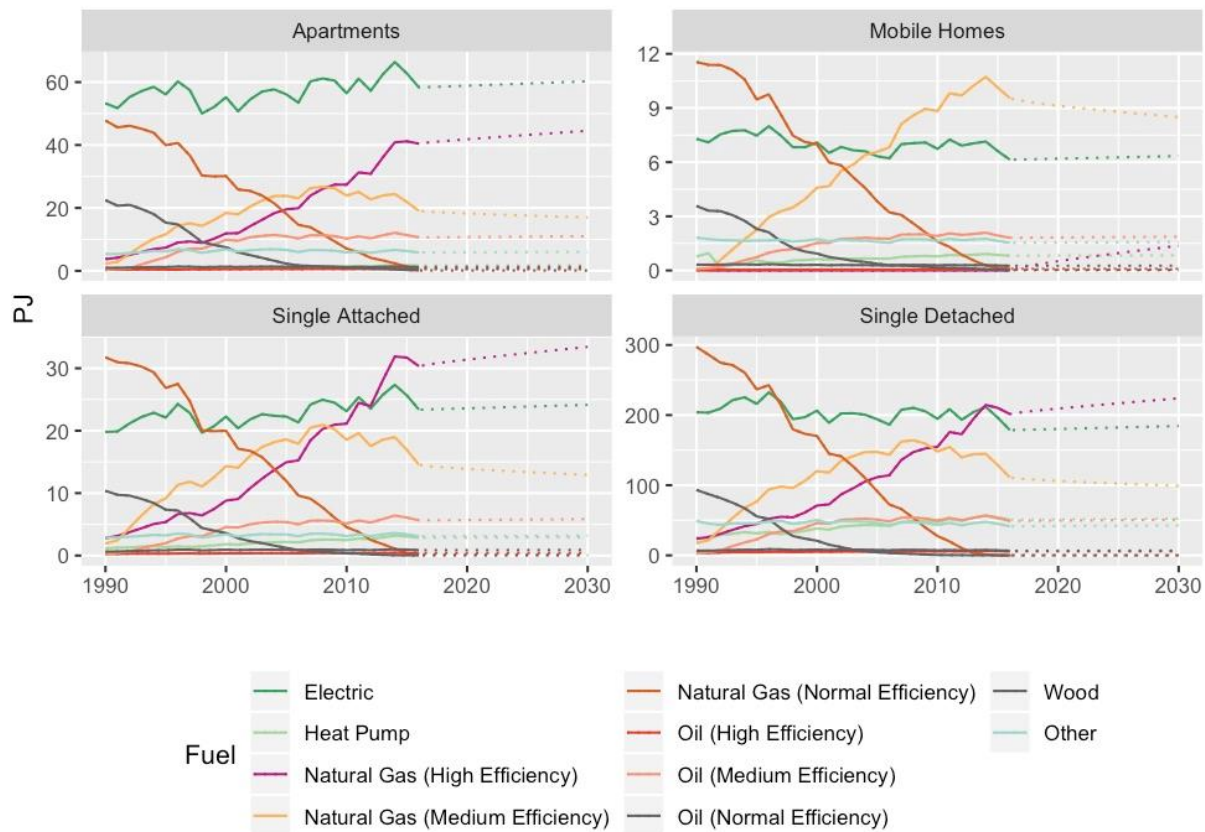 Apartments
Mobile Homes
60
40
20
0
12
9
6
3
0
PJ
Single Attached
Single Detached
30
20
10
0
300
200
100
0
1990 2000 2010 2020 2030
1990 2000 2010 2020 2030
Fuel
Electric
Heat Pump
Natural Gas (High Efficiency)
Natural Gas (Medium Efficiency)
Natural Gas (Normal Efficiency)
Oil (High Efficiency)
Oil (Medium Efficiency)
Oil (Normal Efficiency)
Wood
Other